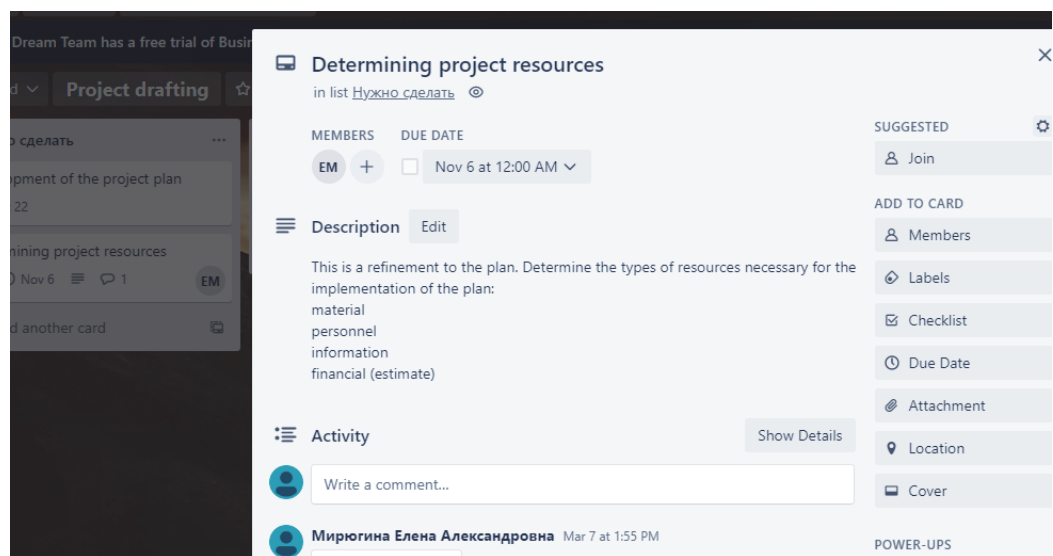 Dream Team has a free trial of
Project drafting
Determining project resources
in list Нужно сделать
MEMBERS DUE DATE
EM + Nov 6 at 12:00 AM
SUGGESTED
Join
ADD TO CARD
Members
Labels
Checklist
Due Date
Attachment
Location
Cover
POWER-UPS
сделать
of the project plan
22
project resources
Nov 6 1 EM
another card
Description Edit
This is a refinement to the plan. Determine the types of resources necessary for the
implementation of the plan:
material
personnel
information
financial (estimate)
Activity Show Details
Write a comment...
Мирюгина Елена Александровна Mar 7 at 1:55 PM